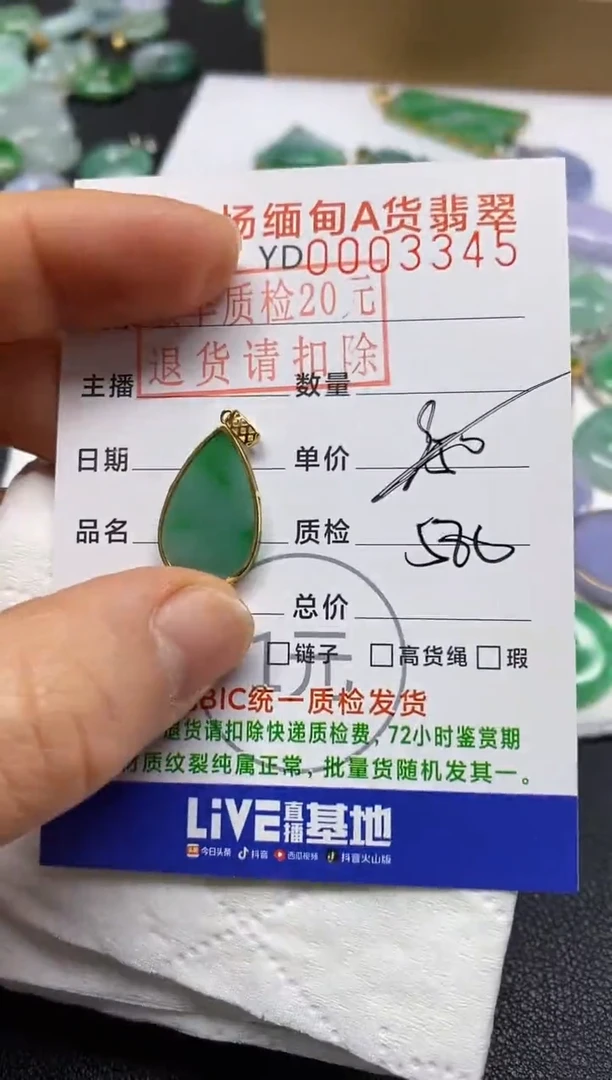 场缅甸A货翡翠
YD0003345
质检20元
退货请扣除
主播 数量
日期 单价
品名 质检
总价
1元
链子 高货绳 瑕
BIC统一质检发货
退货请扣除快递质检费，72小时鉴赏期
材质纹裂纯属正常，批量货随机发其一。
LiVE直播基地
今日头条 抖音 西瓜视频 抖音火山版